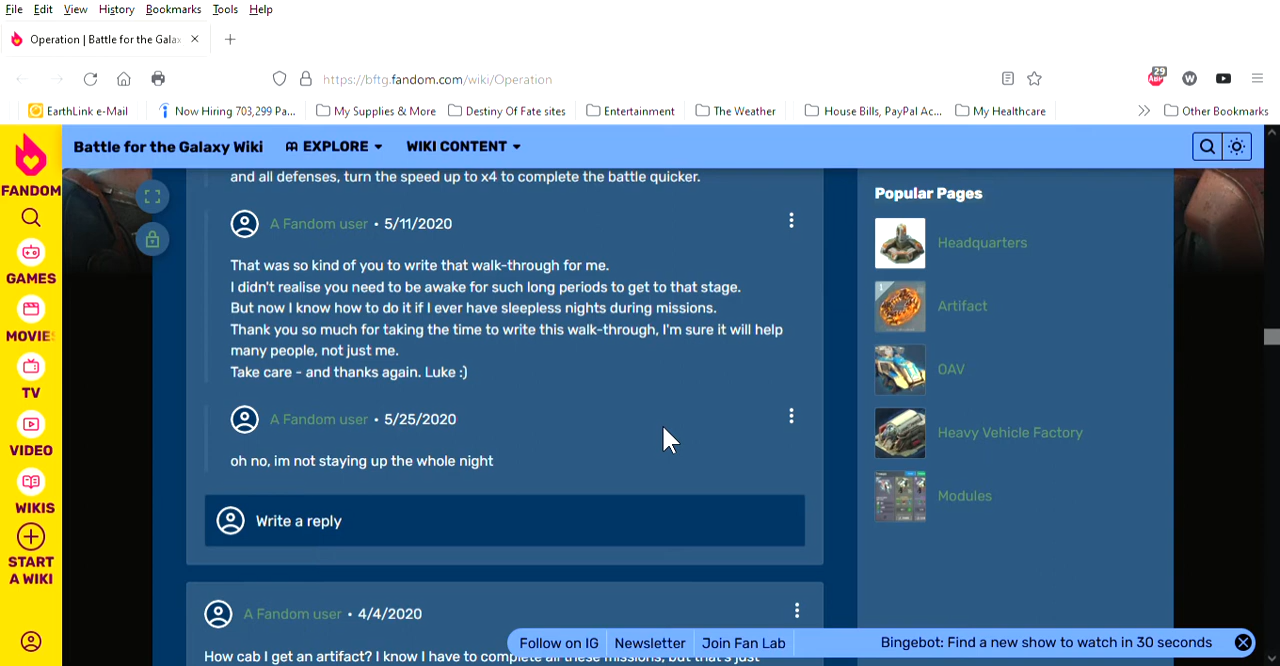 File Edit View History Bookmarks Tools Help
Operation | Battle for the Gala
https://bftg.fandom.com/wiki/Operation
29
EarthLink e-Mail Now Hiring 703,299 Pa... My Supplies & More Destiny Of Fate sites Entertainment The Weather House Bills, PayPal Ac... My Healthcare Other Bookmarks
Battle for the Galaxy Wiki EXPLORE WIKI CONTENT
FANDOM
GAMES
MOVIES
TV
VIDEO
WIKIS
START
A WIKI
and all defenses, turn the speed up to x4 to complete the battle quicker.
A Fandom user • 5/11/2020
That was so kind of you to write that walk-through for me.
I didn't realise you need to be awake for such long periods to get to that stage.
But now I know how to do it if I ever have sleepless nights during missions.
Thank you so much for taking the time to write this walk-through, I'm sure it will help
many people, not just me.
Take care - and thanks again. Luke :)
A Fandom user • 5/25/2020
oh no, im not staying up the whole night
Write a reply
A Fandom user • 4/4/2020
How cab I get an artifact? I know I have to complete all these missions, but that's just
Popular Pages
Headquarters
Artifact
OAV
Heavy Vehicle Factory
Modules
Follow on IG Newsletter Join Fan Lab Bingebot: Find a new show to watch in 30 seconds